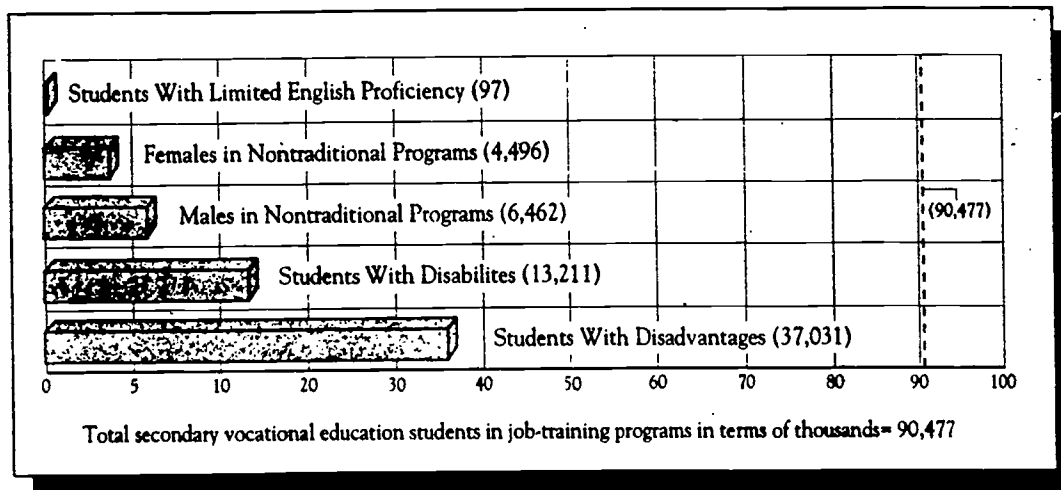 Students With Limited English Proficiency (97)
Females in Nontraditional Programs (4,496)
Males in Nontraditional Programs (6,462)
(90,477)
Students With Disabilites (13,211)
Students With Disadvantages (37,031)
0 5 10 20 30 40 50 60 70 80 90 100
Total secondary vocational education students in job-training programs in terms of thousands= 90,477